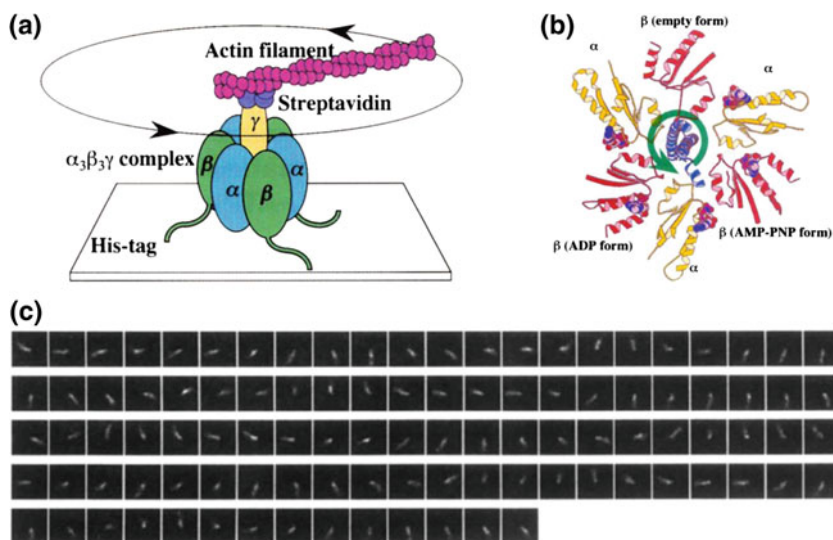 (a)
Actin filament
Streptavidin
γ
α₃β₃γ complex
β
α
β
α
His-tag
(b)
β (empty form)
α
α
β (ADP form)
β (AMP-PNP form)
α
(c)